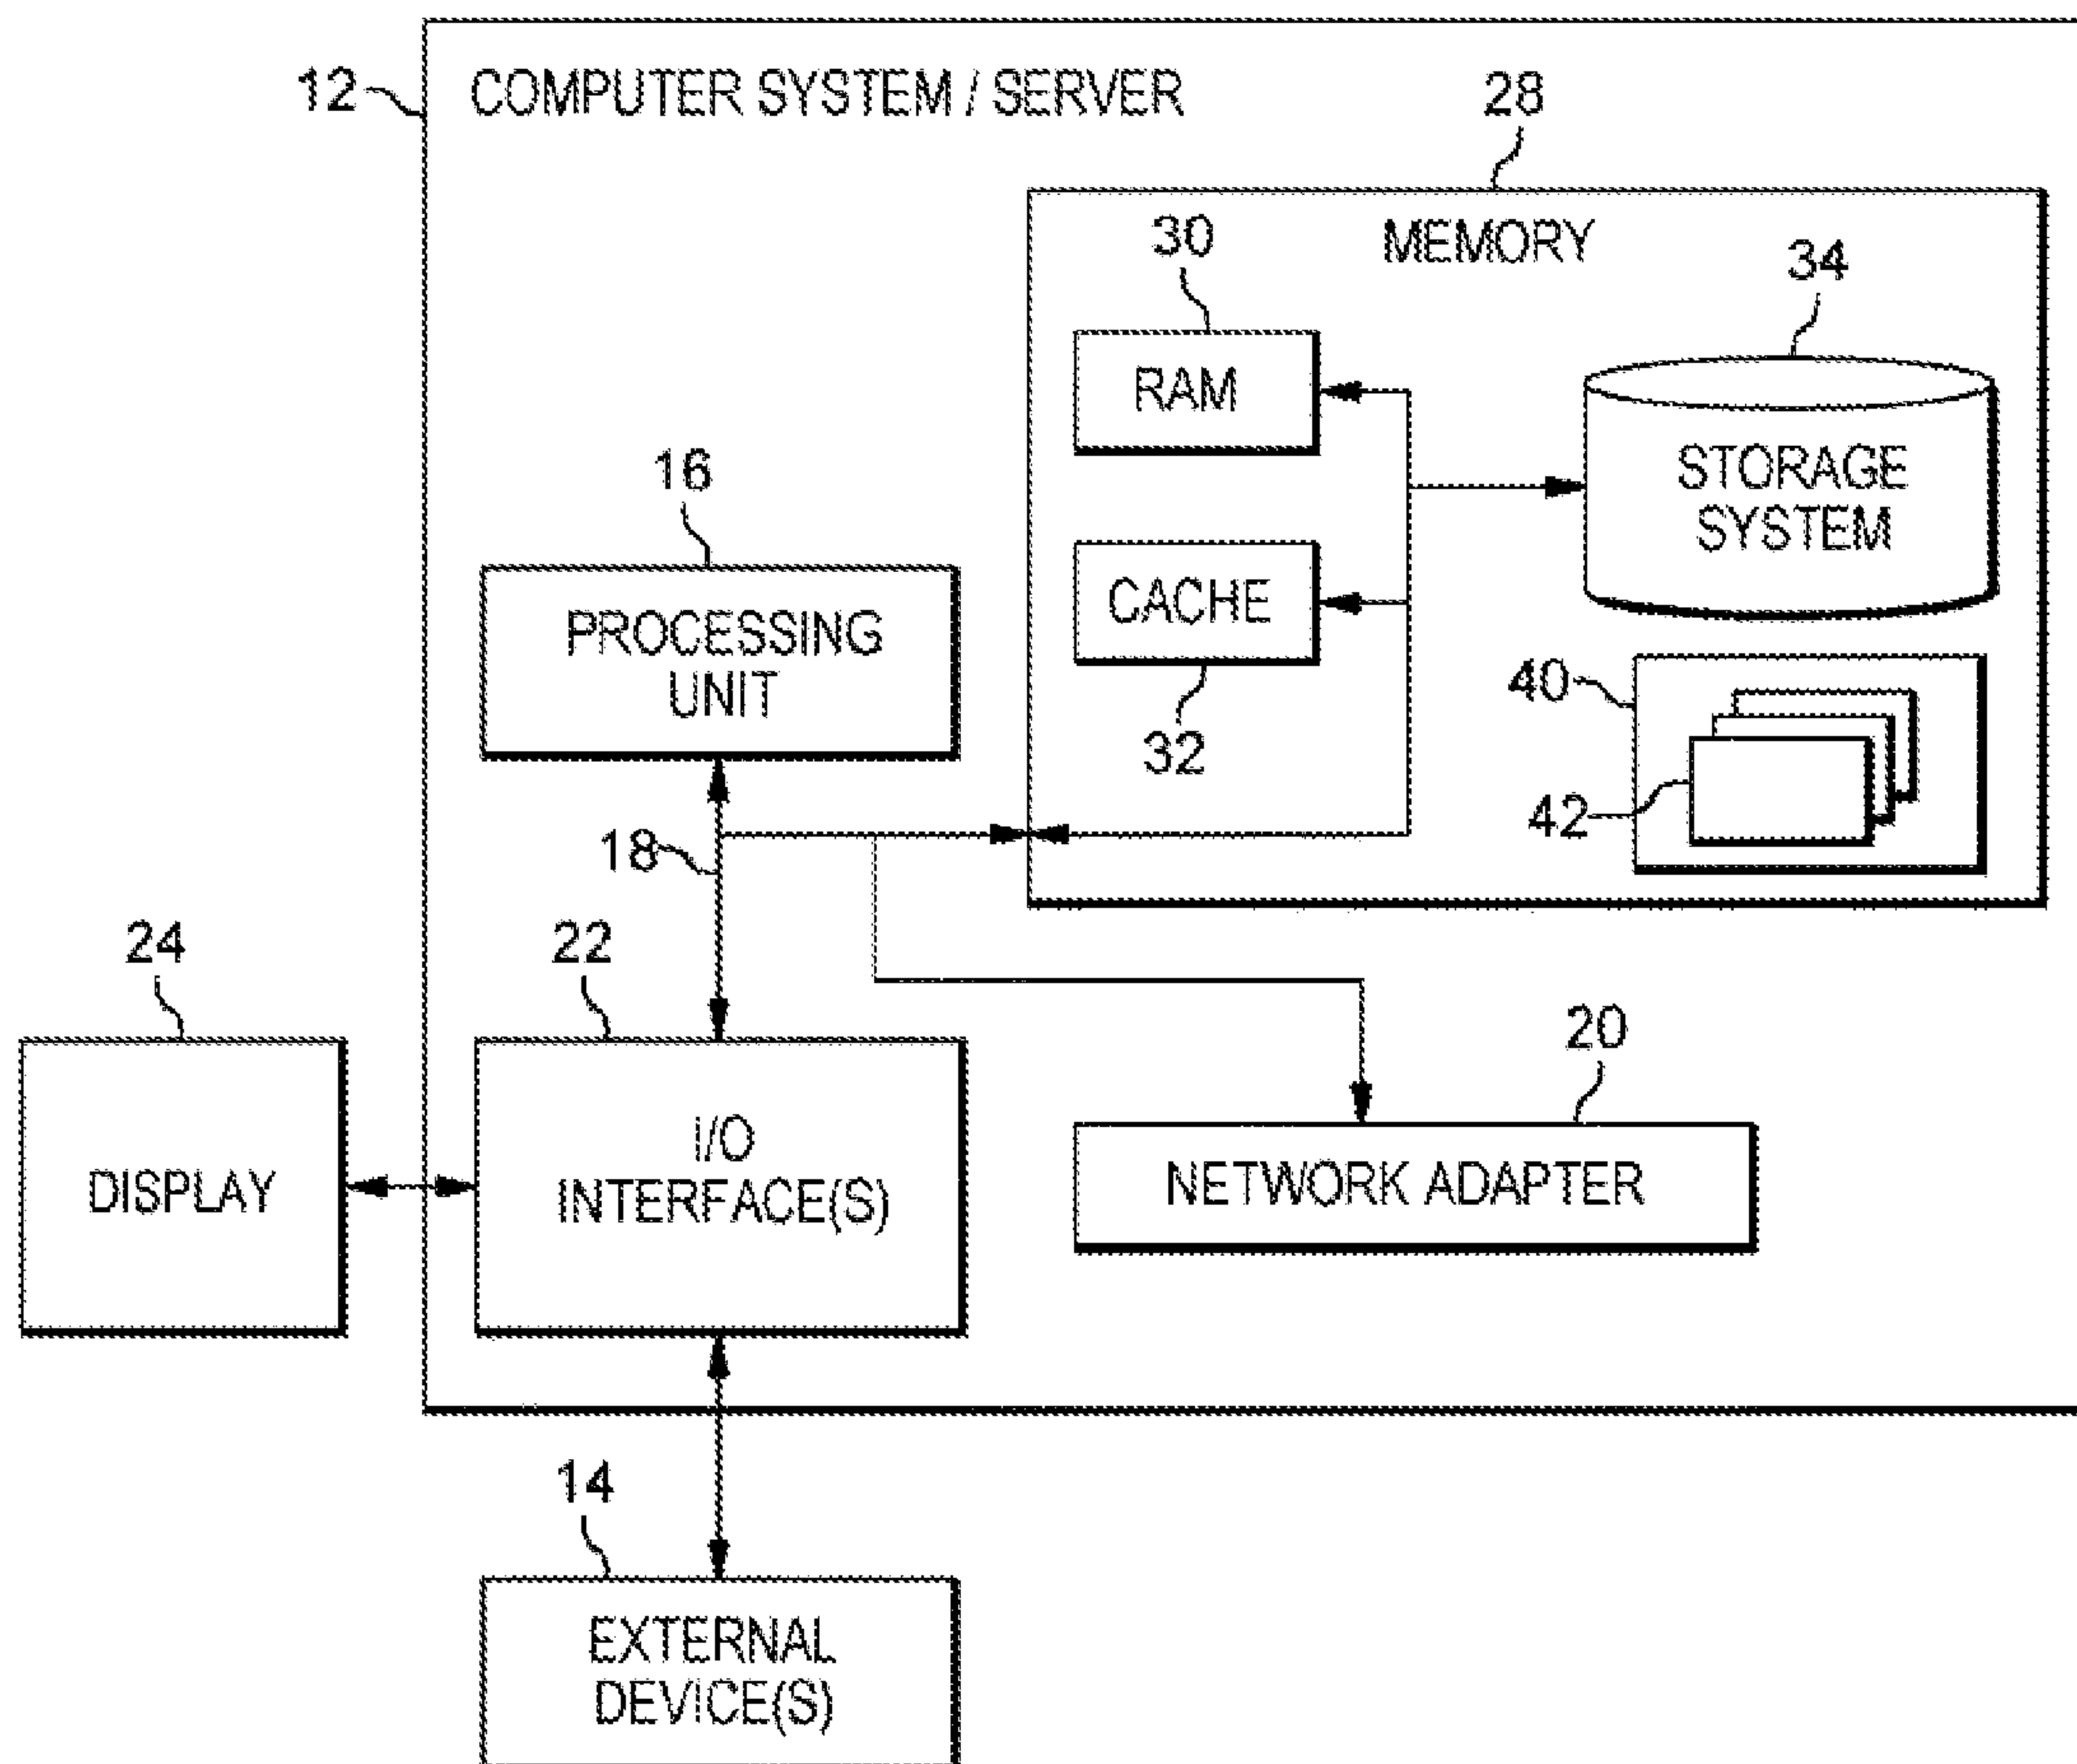 12
COMPUTER SYSTEM / SERVER
28
MEMORY
30
34
RAM
STORAGE
SYSTEM
16
CACHE
PROCESSING
UNIT
32
40
42
18
24
22
20
DISPLAY
I/O
INTERFACE(S)
NETWORK ADAPTER
14
EXTERNAL
DEVICE(S)